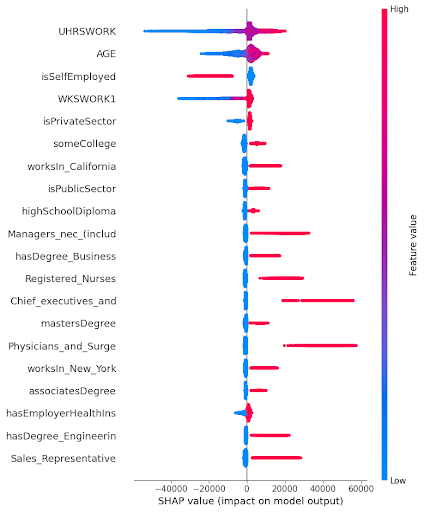 High
UHRSWORK
AGE
isSelfEmployed
WKSWORK1
isPrivateSector
someCollege
worksIn_California
isPublicSector
highSchoolDiploma
Managers_nec_(includ
hasDegree_Business
Registered_Nurses
Chief_executives_and
mastersDegree
Physicians_and_Surge
worksIn_New_York
associatesDegree
hasEmployerHealthIns
hasDegree_Engineerin
Sales_Representative
Feature value
Low
−40000 −20000 0 20000 40000 60000
SHAP value (impact on model output)